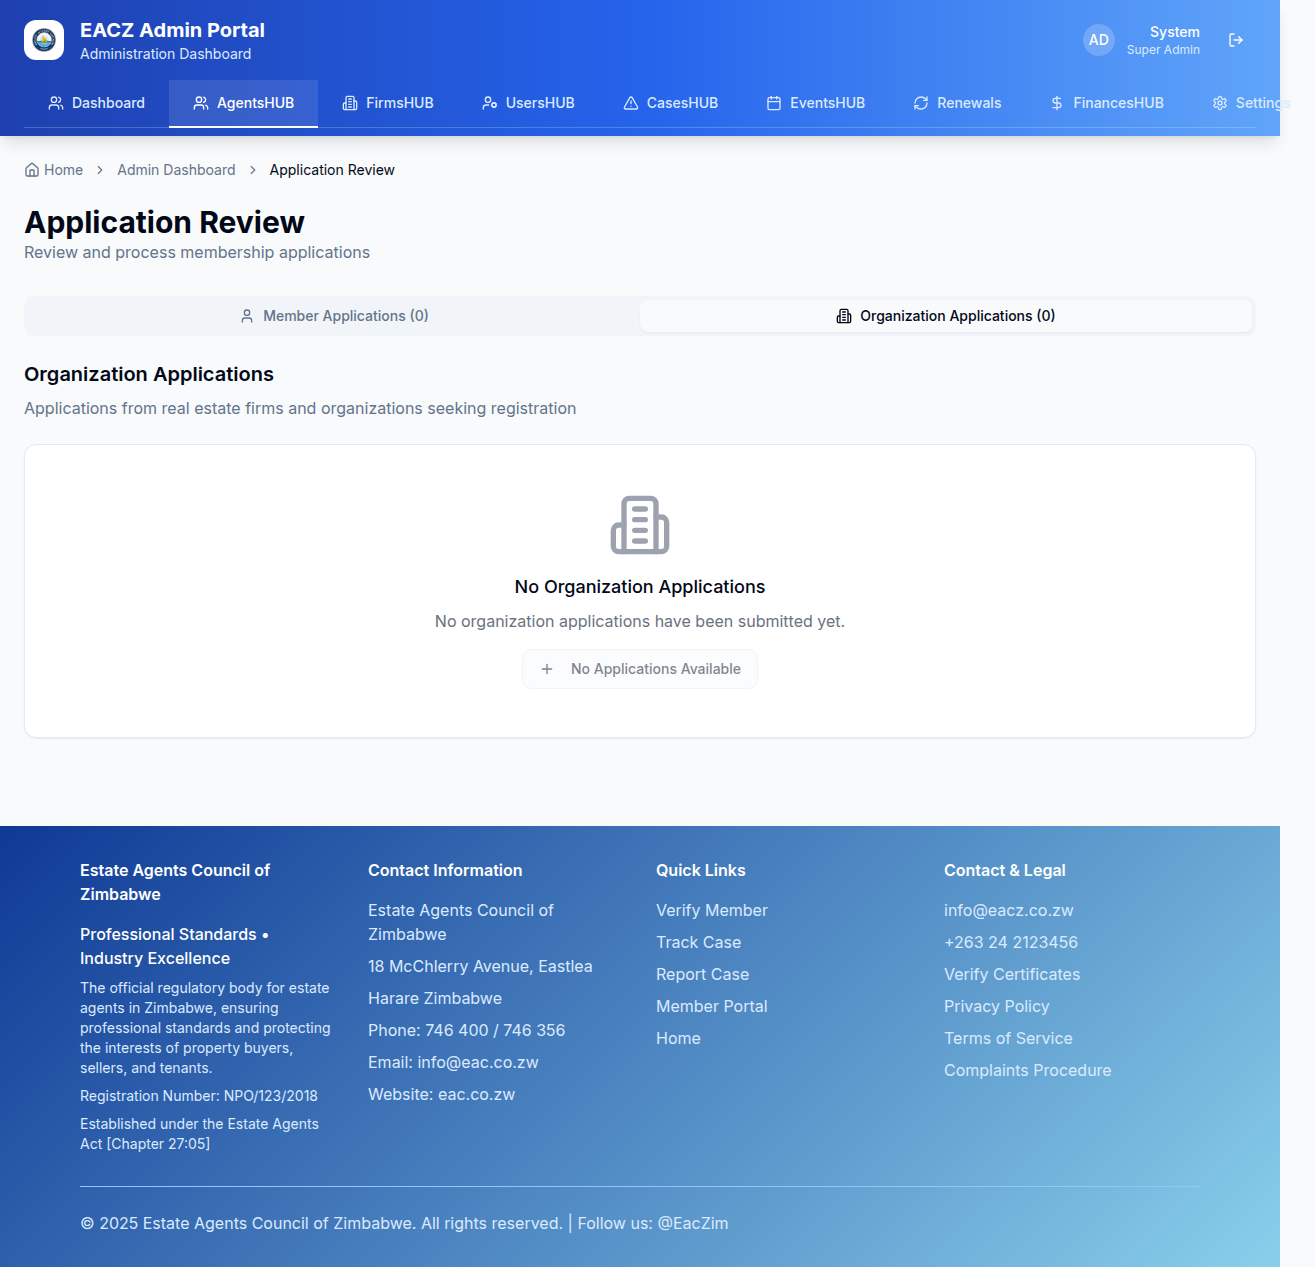 EACZ Admin Portal
Administration Dashboard
AD
System
Super Admin
Dashboard
AgentsHUB
FirmsHUB
UsersHUB
CasesHUB
EventsHUB
Renewals
FinancesHUB
Settings
Home
Admin Dashboard
Application Review
Application Review
Review and process membership applications
Member Applications (0)
Organization Applications (0)
Organization Applications
Applications from real estate firms and organizations seeking registration
No Organization Applications
No organization applications have been submitted yet.
No Applications Available
Estate Agents Council of
Zimbabwe
Professional Standards •
Industry Excellence
The official regulatory body for estate
agents in Zimbabwe, ensuring
professional standards and protecting
the interests of property buyers,
sellers, and tenants.
Registration Number: NPO/123/2018
Established under the Estate Agents
Act [Chapter 27:05]
Contact Information
Estate Agents Council of
Zimbabwe
18 McChlerry Avenue, Eastlea
Harare Zimbabwe
Phone: 746 400 / 746 356
Email: info@eac.co.zw
Website: eac.co.zw
Quick Links
Verify Member
Track Case
Report Case
Member Portal
Home
Contact & Legal
info@eacz.co.zw
+263 24 2123456
Verify Certificates
Privacy Policy
Terms of Service
Complaints Procedure
© 2025 Estate Agents Council of Zimbabwe. All rights reserved. | Follow us: @EacZim